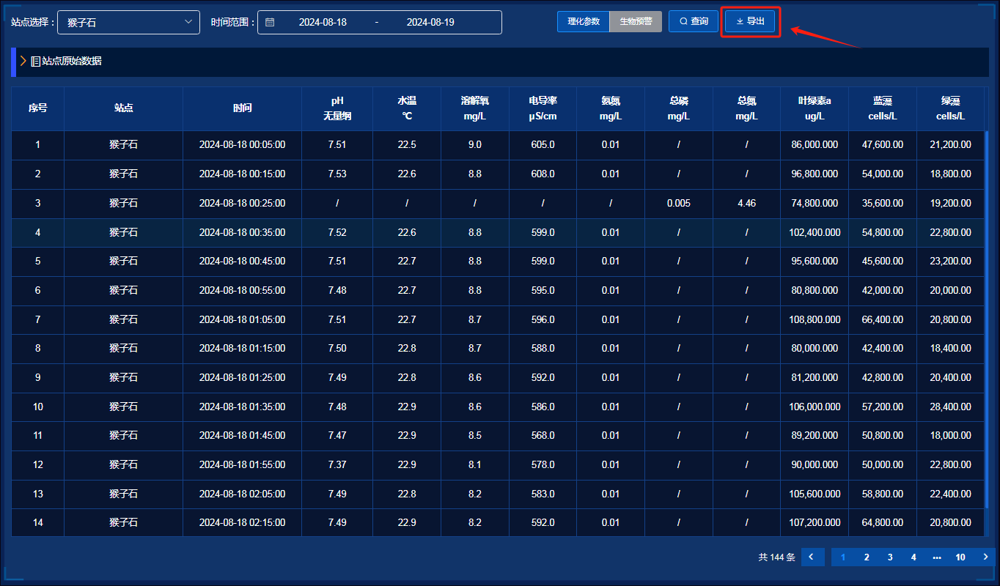 站点选择： 猴子石 时间范围： 2024-08-18 - 2024-08-19 理化参数 生物预警 查询 导出
站点原始数据
序号 站点 时间 pH 无量纲 水温 ℃ 溶解氧 mg/L 电导率 μS/cm 氨氮 mg/L 总磷 mg/L 总氮 mg/L 叶绿素a ug/L 蓝藻 cells/L 绿藻 cells/L
1 猴子石 2024-08-18 00:05:00 7.51 22.5 9.0 605.0 0.01 / / 86,000.000 47,600.00 21,200.00
2 猴子石 2024-08-18 00:15:00 7.53 22.6 8.8 608.0 0.01 / / 96,800.000 54,000.00 18,800.00
3 猴子石 2024-08-18 00:25:00 / / / / / 0.005 4.46 74,800.000 35,600.00 19,200.00
4 猴子石 2024-08-18 00:35:00 7.52 22.6 8.8 599.0 0.01 / / 102,400.000 54,800.00 22,800.00
5 猴子石 2024-08-18 00:45:00 7.51 22.7 8.8 599.0 0.01 / / 95,600.000 45,600.00 23,200.00
6 猴子石 2024-08-18 00:55:00 7.48 22.7 8.8 595.0 0.01 / / 80,800.000 42,000.00 20,000.00
7 猴子石 2024-08-18 01:05:00 7.51 22.7 8.7 596.0 0.01 / / 108,800.000 66,400.00 20,800.00
8 猴子石 2024-08-18 01:15:00 7.50 22.8 8.7 588.0 0.01 / / 80,000.000 42,400.00 18,400.00
9 猴子石 2024-08-18 01:25:00 7.49 22.8 8.6 592.0 0.01 / / 81,200.000 42,800.00 20,400.00
10 猴子石 2024-08-18 01:35:00 7.48 22.9 8.6 586.0 0.01 / / 106,000.000 57,200.00 28,400.00
11 猴子石 2024-08-18 01:45:00 7.47 22.9 8.5 568.0 0.01 / / 89,200.000 50,800.00 18,000.00
12 猴子石 2024-08-18 01:55:00 7.37 22.9 8.1 578.0 0.01 / / 90,000.000 50,000.00 22,800.00
13 猴子石 2024-08-18 02:05:00 7.49 22.8 8.2 583.0 0.01 / / 105,600.000 58,800.00 22,400.00
14 猴子石 2024-08-18 02:15:00 7.49 22.9 8.2 592.0 0.01 / / 107,200.000 64,800.00 20,800.00
共 144 条 1 2 3 4 ••• 10